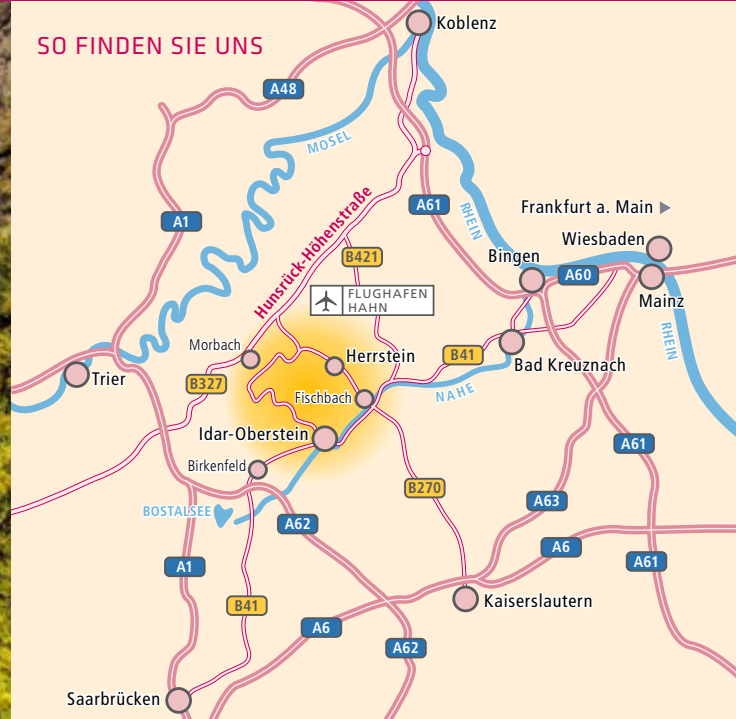 SO FINDEN SIE UNS
Koblenz
A48
MOSEL
A1
A61
RHEIN
Frankfurt a. Main ▶
Wiesbaden
Hunsrück-Höhenstraße
B421
Bingen
A60
Mainz
FLUGHAFEN
HAHN
RHEIN
Morbach
Herrstein
B41
Bad Kreuznach
Trier
B327
Fischbach
NAHE
Idar-Oberstein
A61
Birkenfeld
B270
A63
BOSTALSEE
A62
A6
A1
A61
B41
Kaiserslautern
A6
A62
Saarbrücken